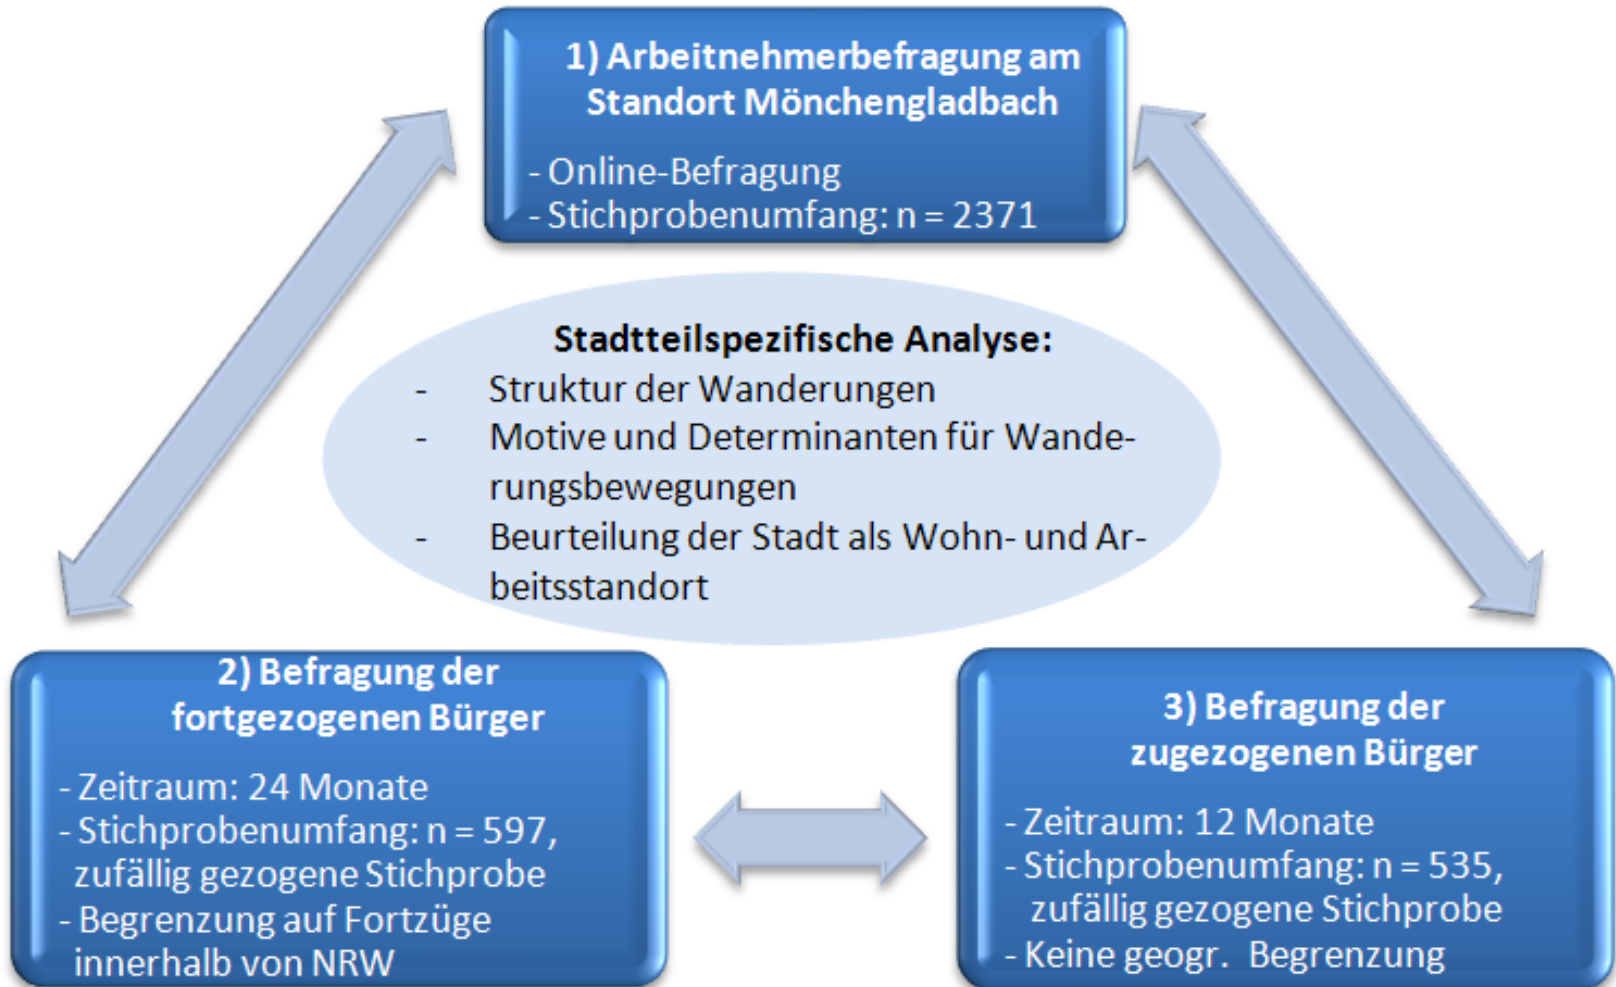 1) Arbeitnehmerbefragung am
Standort Mönchengladbach
- Online-Befragung
- Stichprobenumfang: n = 2371
Stadtteilspezifische Analyse:
- Struktur der Wanderungen
- Motive und Determinanten für Wande-
rungsbewegungen
- Beurteilung der Stadt als Wohn- und Ar-
beitsstandort
2) Befragung der
fortgezogenen Bürger
- Zeitraum: 24 Monate
- Stichprobenumfang: n = 597,
zufällig gezogene Stichprobe
- Begrenzung auf Fortzüge
innerhalb von NRW
3) Befragung der
zugezogenen Bürger
- Zeitraum: 12 Monate
- Stichprobenumfang: n = 535,
zufällig gezogene Stichprobe
- Keine geogr. Begrenzung